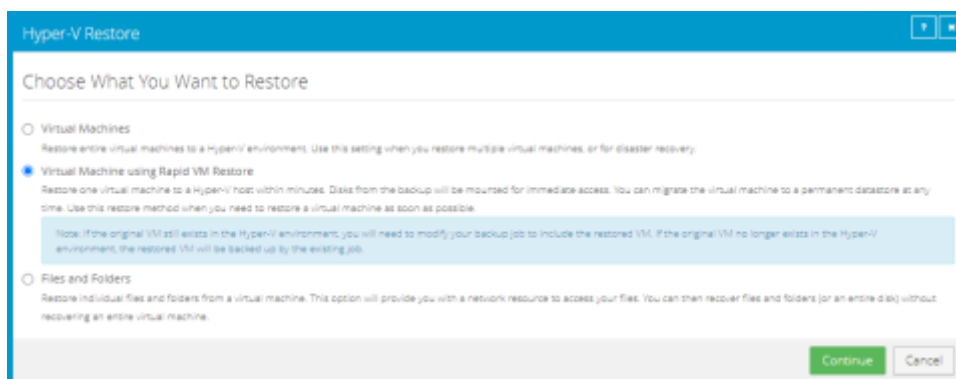 Hyper-V Restore
?
Choose What You Want to Restore
Virtual Machines
Restore entire virtual machines to a Hyper-V environment. Use this setting when you restore multiple virtual machines, or for disaster recovery.
Virtual Machine using Rapid VM Restore
Restore one virtual machine to a Hyper-V host within minutes. Disks from the backup will be mounted for immediate access. You can migrate the virtual machine to a permanent datastore at any
time. Use this restore method when you need to restore a virtual machine as soon as possible.
Note: If the original VM still exists in the Hyper-V environment, you will need to modify your backup job to include the restored VM. If the original VM no longer exists in the Hyper-V
environment, the restored VM will be backed up by the existing job.
Files and Folders
Restore individual files and folders from a virtual machine. This option will provide you with a network resource to access your files. You can then recover files and folders (or an entire disk) without
recovering an entire virtual machine.
Continue
Cancel